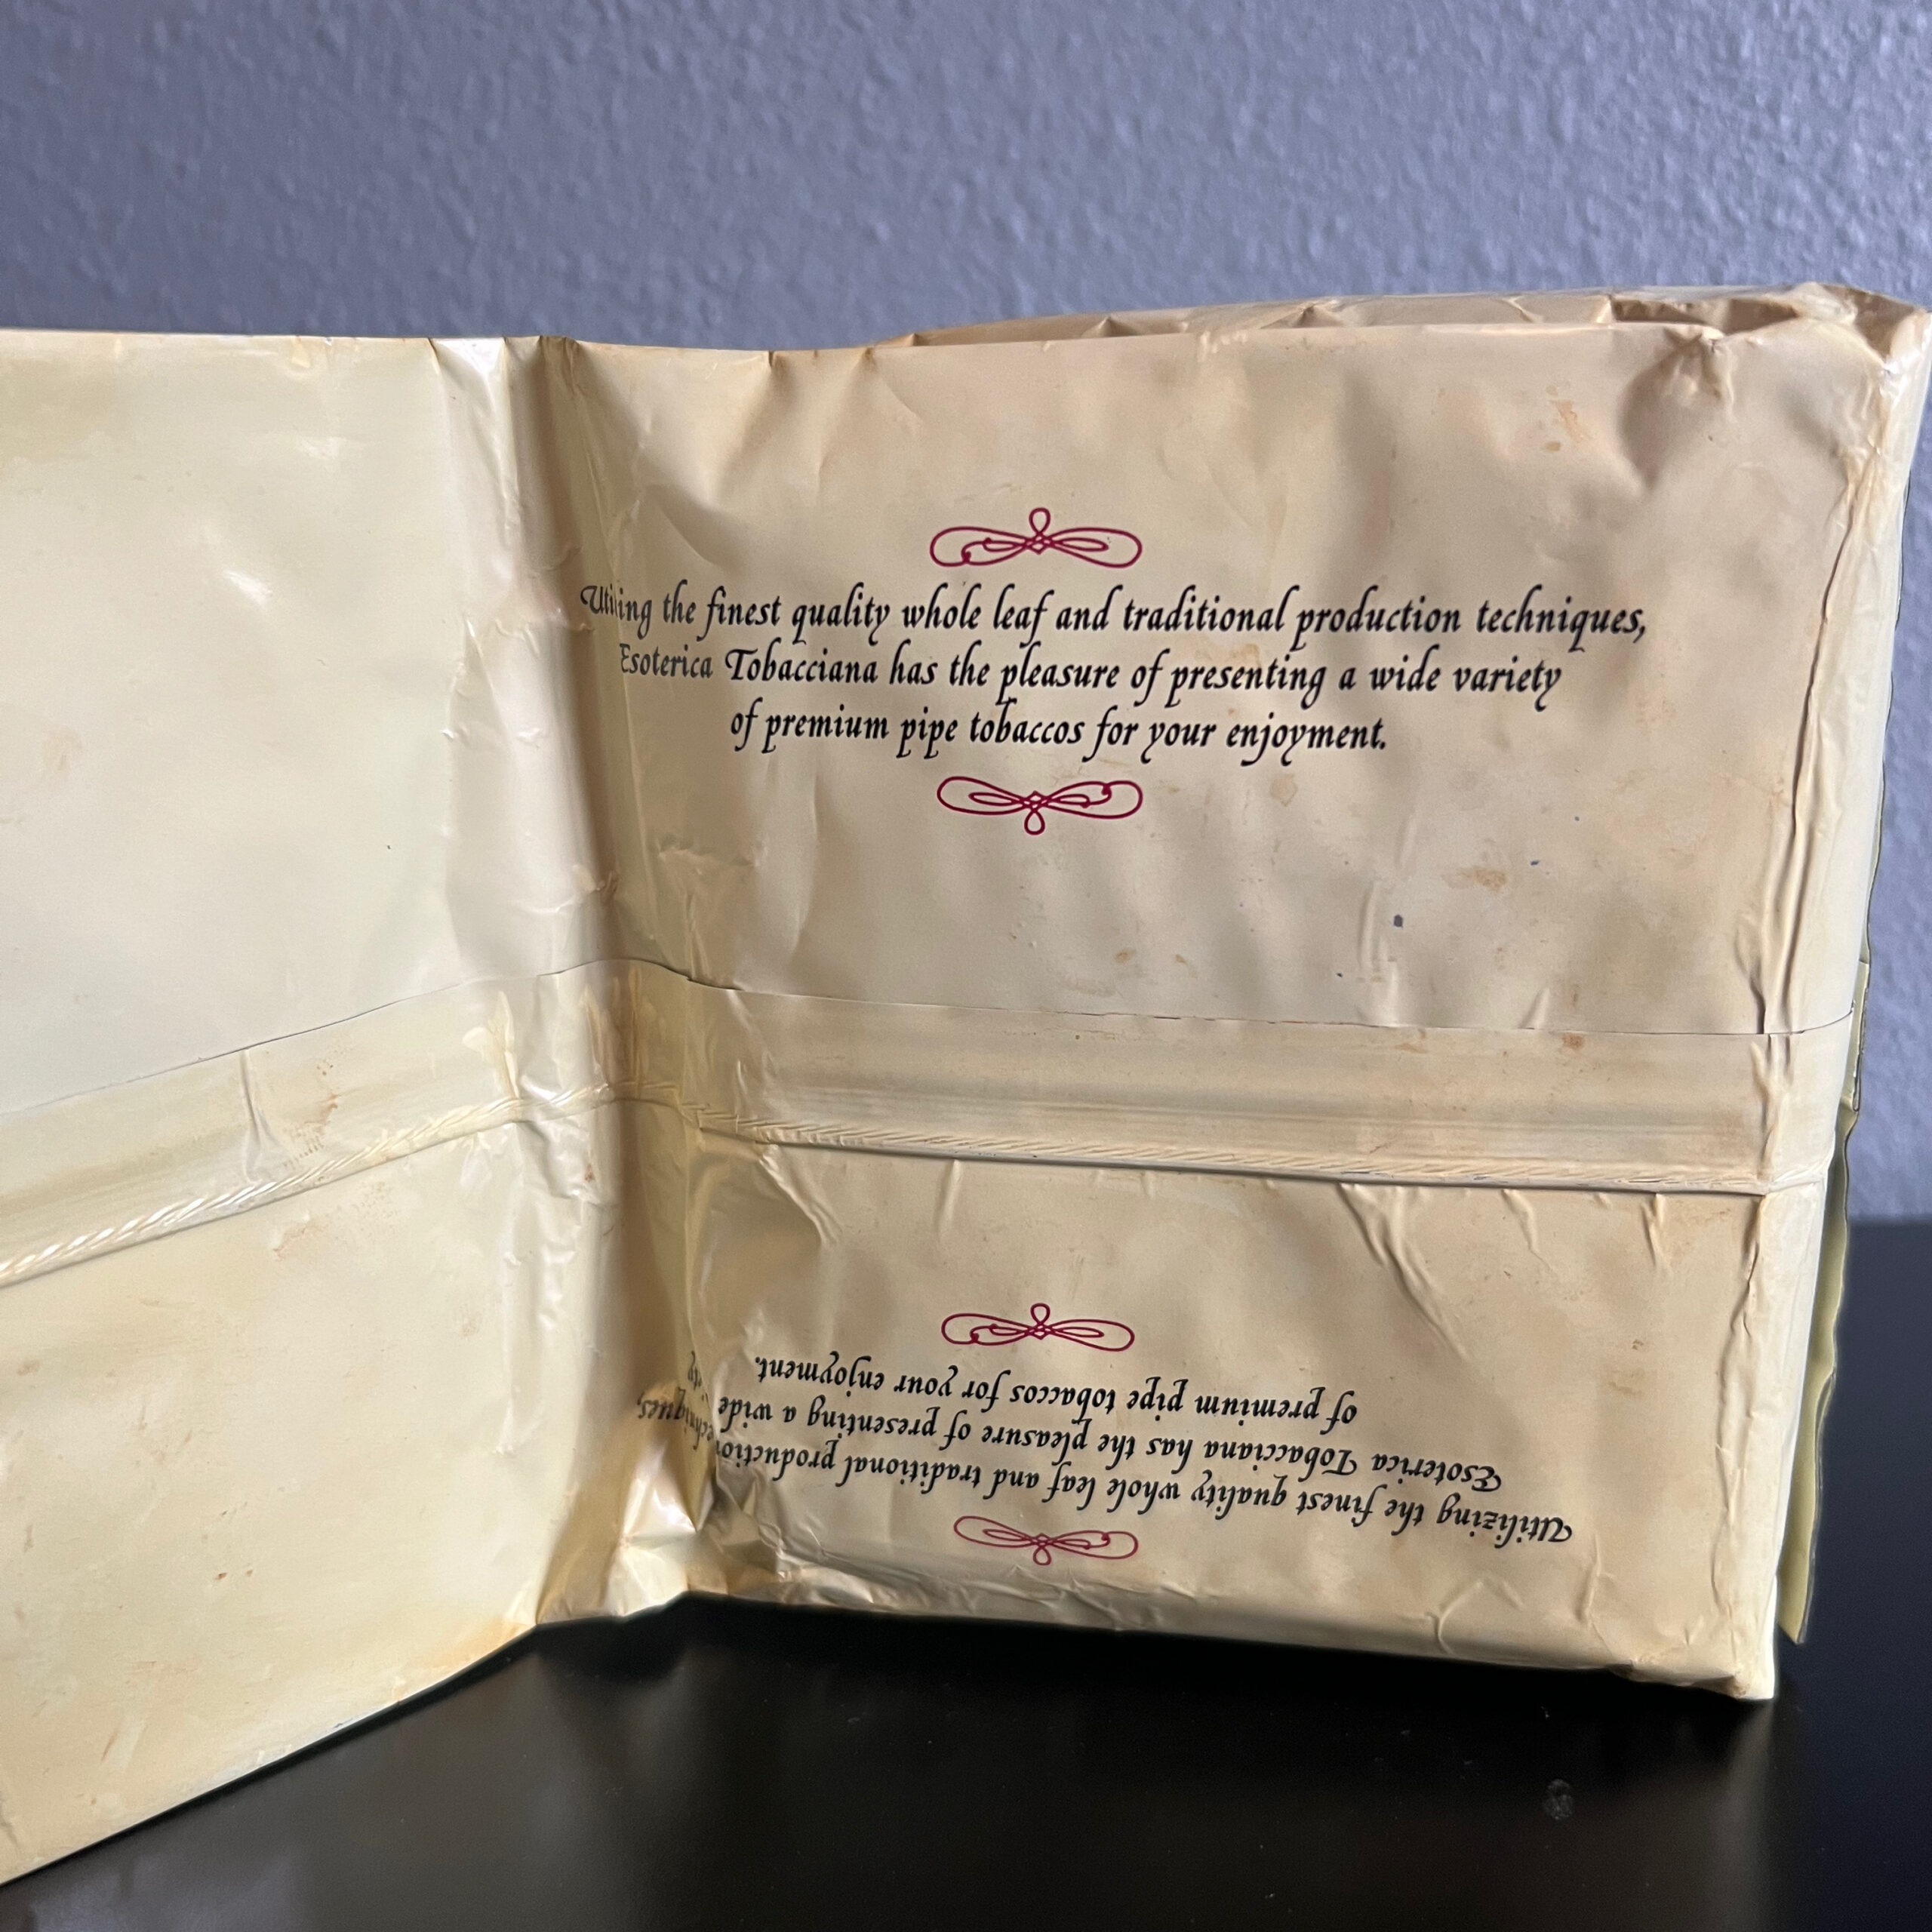 Utilizing the finest quality whole leaf and traditional production techniques,
Esoterica Tobacciana has the pleasure of presenting a wide variety
of premium pipe tobaccos for your enjoyment.
Utilizing the finest quality whole leaf and traditional production techniques,
Esoterica Tobacciana has the pleasure of presenting a wide
of premium pipe tobaccos for your enjoyment.